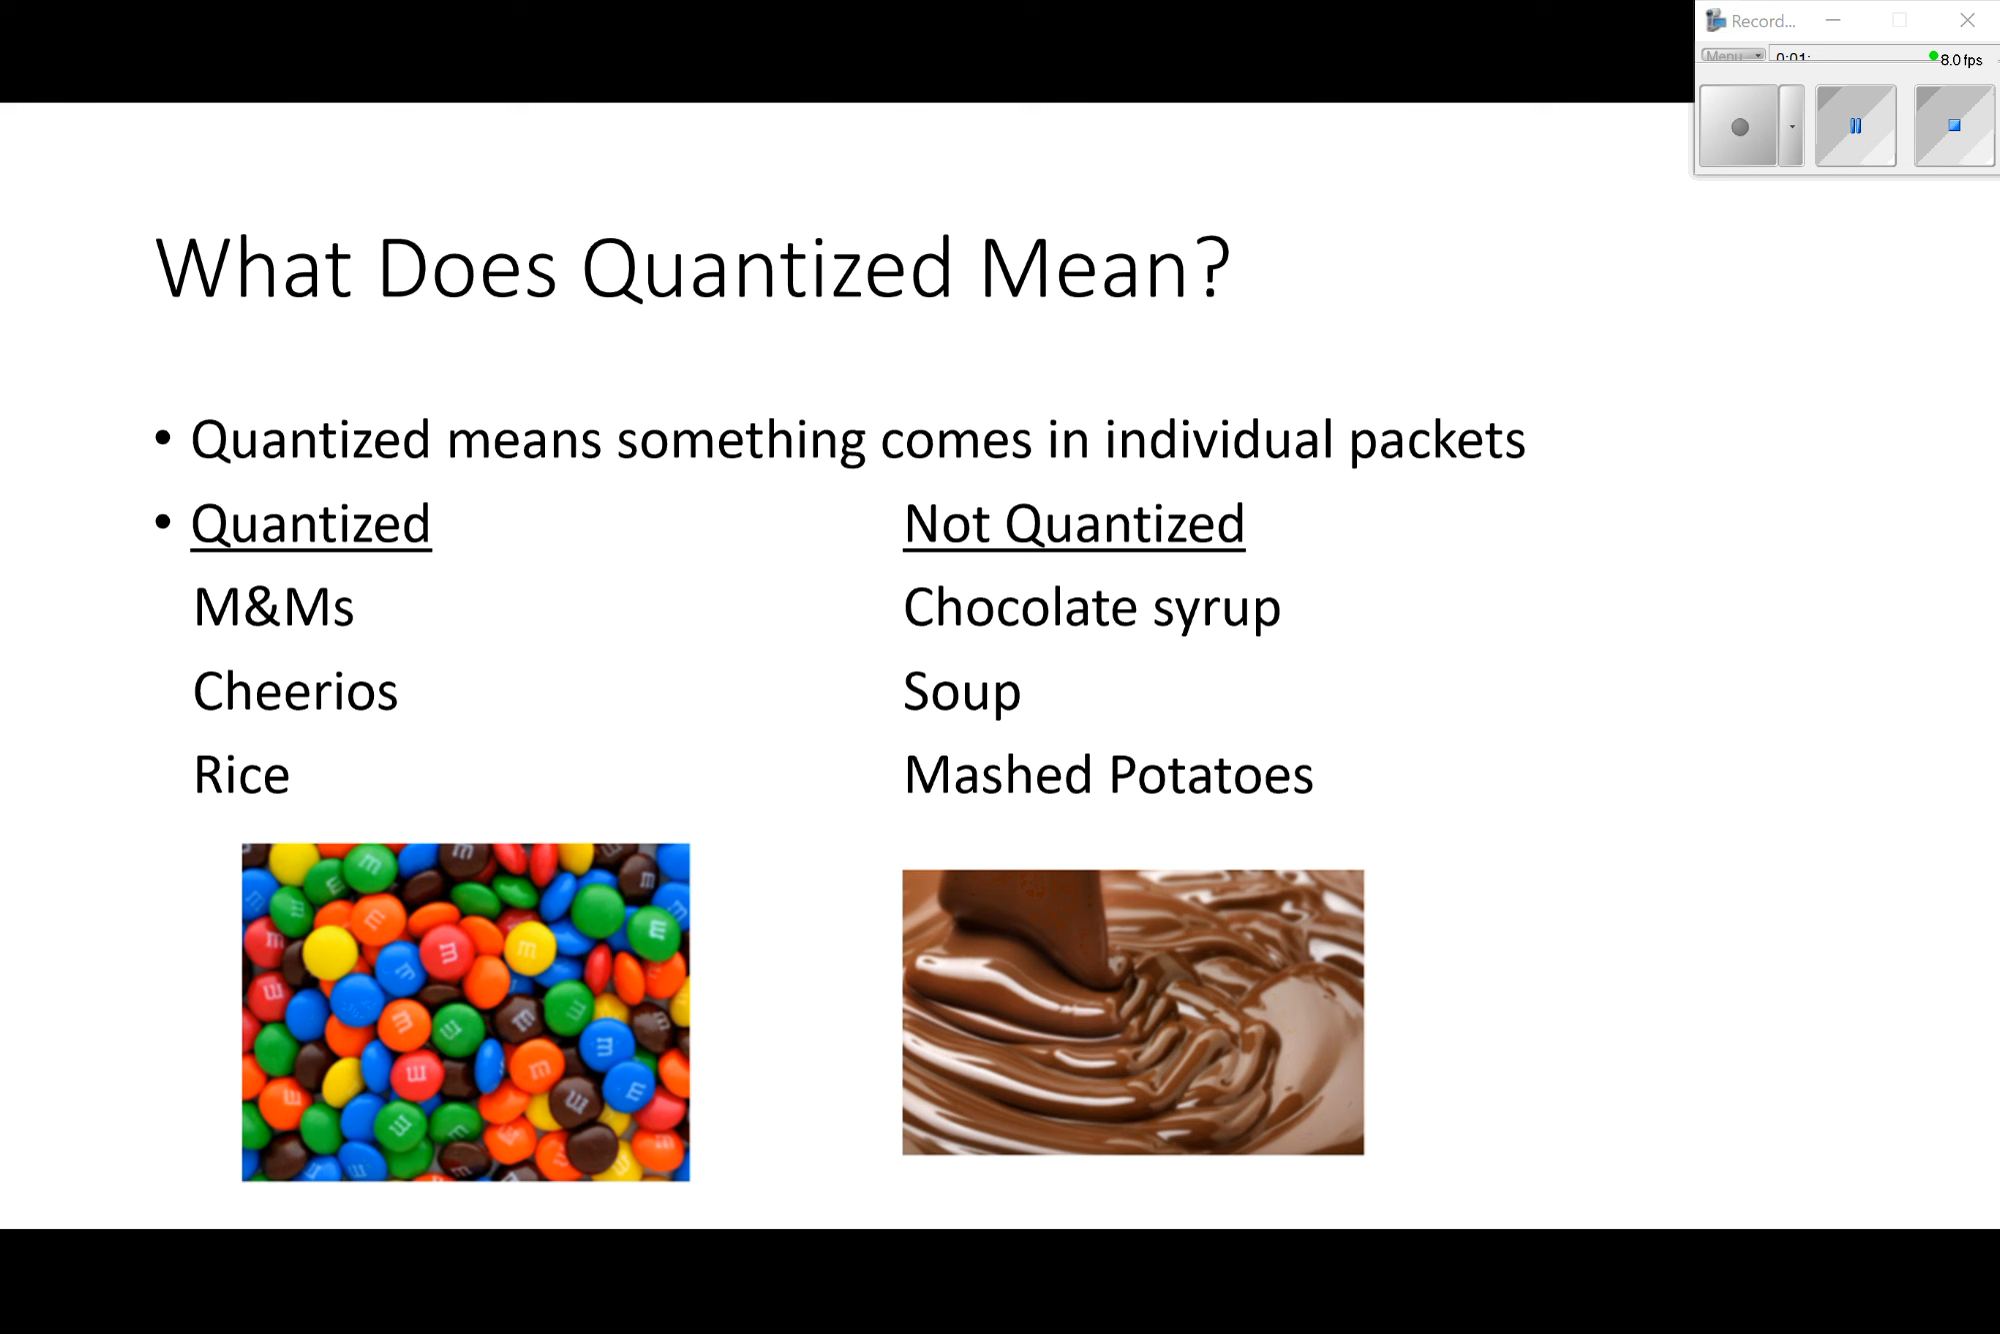 Record...
Menu
8.0 fps
What Does Quantized Mean?
• Quantized means something comes in individual packets
• Quantized Not Quantized
M&Ms Chocolate syrup
Cheerios Soup
Rice Mashed Potatoes